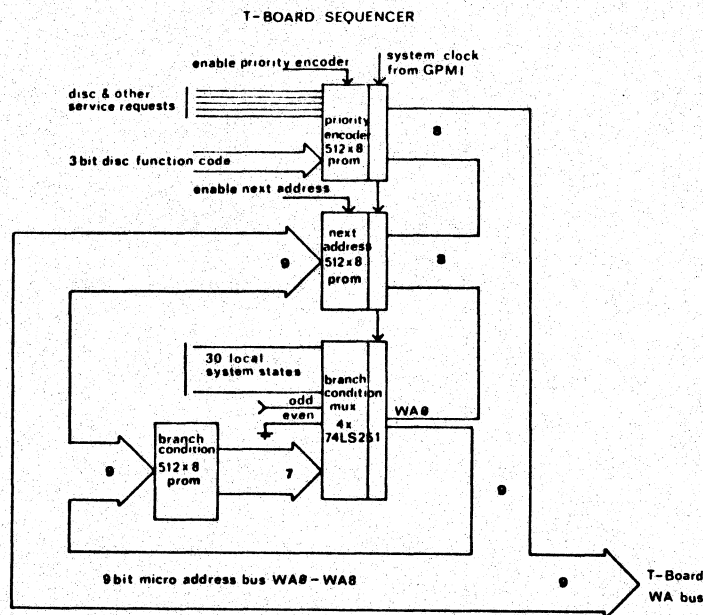 T-BOARD SEQUENCER
enable priority encoder
system clock
from GPMI
disc & other
service requests
priority
encoder
512x8
prom
8
3bit disc function code
enable next address
next
address
512x8
prom
9
8
30 local
system states
branch
condition
mux
4x
74LS251
odd
even
WA0
branch
condition
512x8
prom
9
7
9
9bit micro address bus WA0-WA8
9
T-Board
WA bus